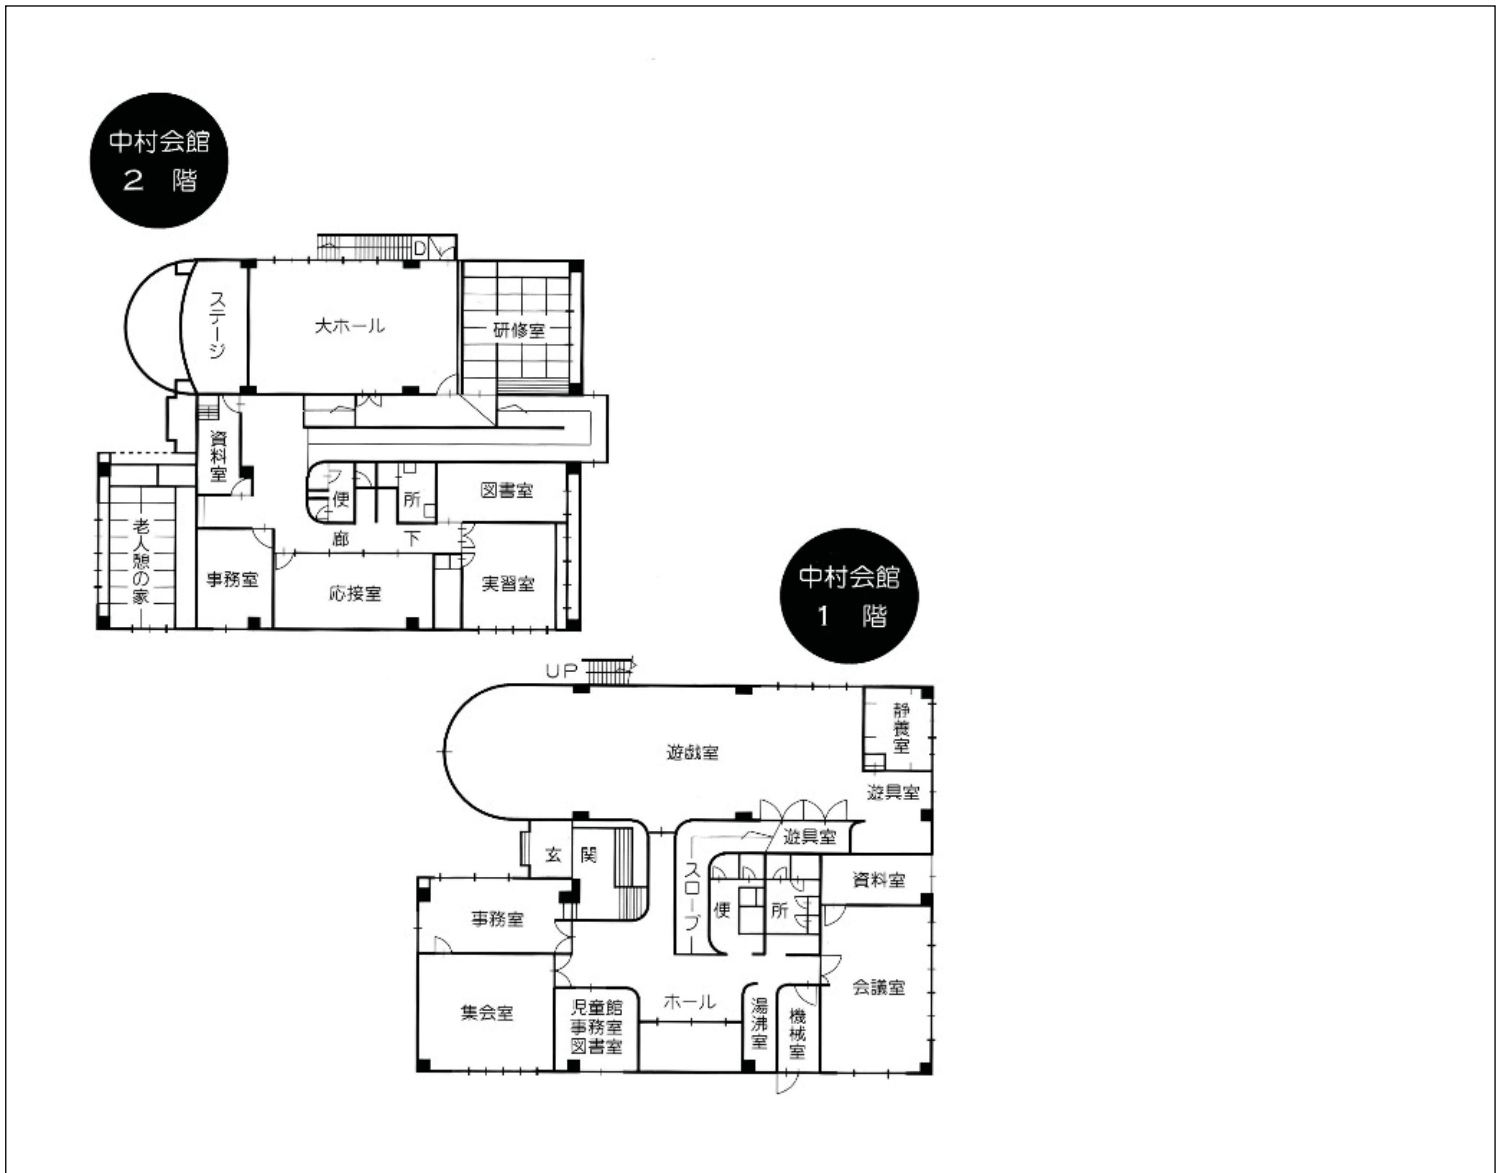 中村会館
2 階
D
ステージ
大ホール
研修室
資料室
便 所
図書室
老人憩の家
廊 下
事務室
応接室
実習室
中村会館
1 階
UP
静養室
遊戯室
遊具室
遊具室
玄 関
スロープ
資料室
事務室
便 所
会議室
集会室
児童館
事務室
図書室
ホール
湯沸室
機械室